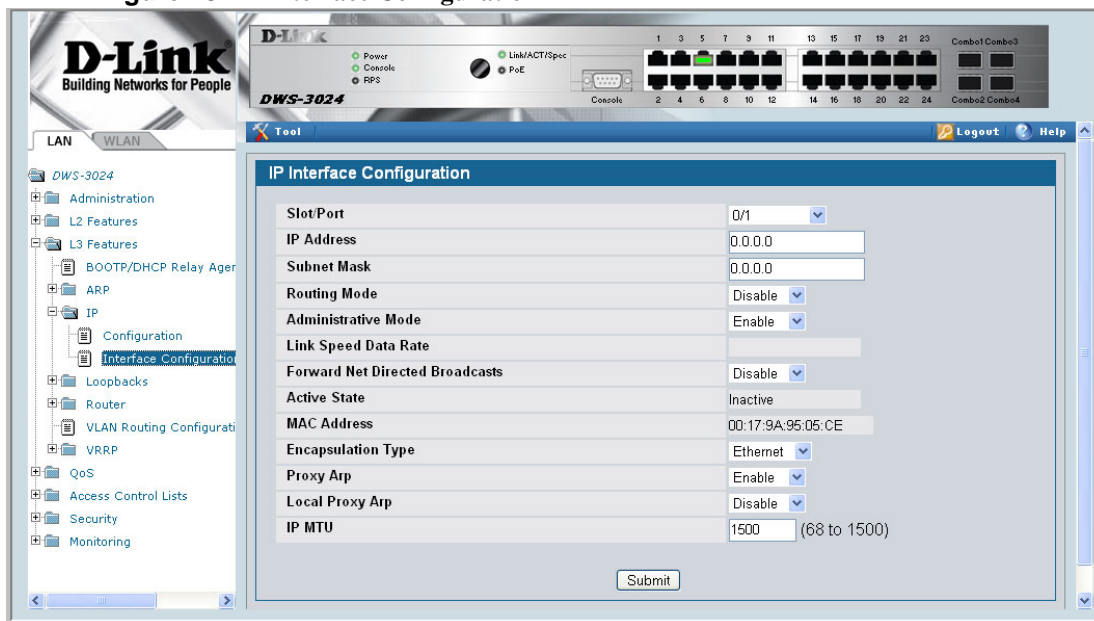 D-Link
Building Networks for People
D-Link
Power
Console
RPS
Link/ACT/Spec
PoE
Console
DWS-3024
1 3 5 7 9 11 13 15 17 19 21 23
2 4 6 8 10 12 14 16 18 20 22 24
Combo1 Combo3
Combo2 Combo4
LAN
WLAN
Tool
Logout
Help
DWS-3024
Administration
L2 Features
L3 Features
BOOTP/DHCP Relay Agen
ARP
IP
Configuration
Interface Configuration
Loopbacks
Router
VLAN Routing Configurati
VRRP
QoS
Access Control Lists
Security
Monitoring
IP Interface Configuration
Slot/Port 0/1
IP Address 0.0.0.0
Subnet Mask 0.0.0.0
Routing Mode Disable
Administrative Mode Enable
Link Speed Data Rate
Forward Net Directed Broadcasts Disable
Active State Inactive
MAC Address 00:17:9A:95:05:CE
Encapsulation Type Ethernet
Proxy Arp Enable
Local Proxy Arp Disable
IP MTU 1500 (68 to 1500)
Submit